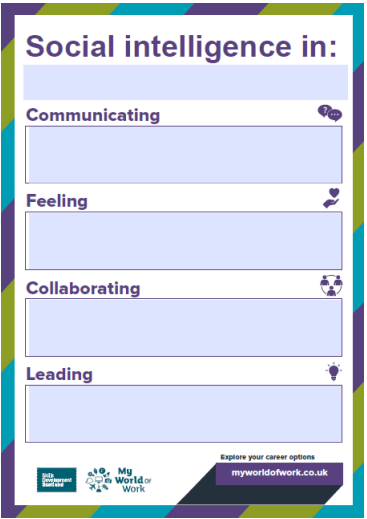 Social intelligence in:
Communicating
?
Feeling
Collaborating
Leading
Explore your career options
myworldofwork.co.uk
Skills
Development
Scotland
My
World of
Work